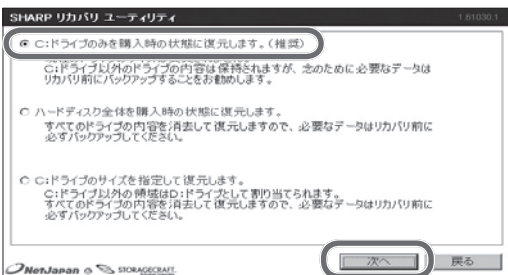 SHARP リカバリ ユーティリティ
1.61030.1
C:ドライブのみを購入時の状態に復元します。(推奨)
C:ドライブ以外のドライブの内容は保持されますが、念のために必要なデータは
リカバリ前にバックアップすることをお勧めします。
ハードディスク全体を購入時の状態に復元します。
すべてのドライブの内容を消去して復元しますので、必要なデータはリカバリ前に
必ずバックアップしてください。
C:ドライブのサイズを指定して復元します。
C:ドライブ以外の領域はD:ドライブとして割り当てられます。
すべてのドライブの内容を消去して復元しますので、必要なデータはリカバリ前に
必ずバックアップしてください。
次へ
戻る
NetJapan
STORAGECRAFT